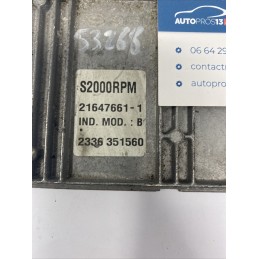 53268
AUTOPROS13
06 64 29
contact
autopro
S2000RPM
21647661-1
IND. MOD. : B
2336 351560